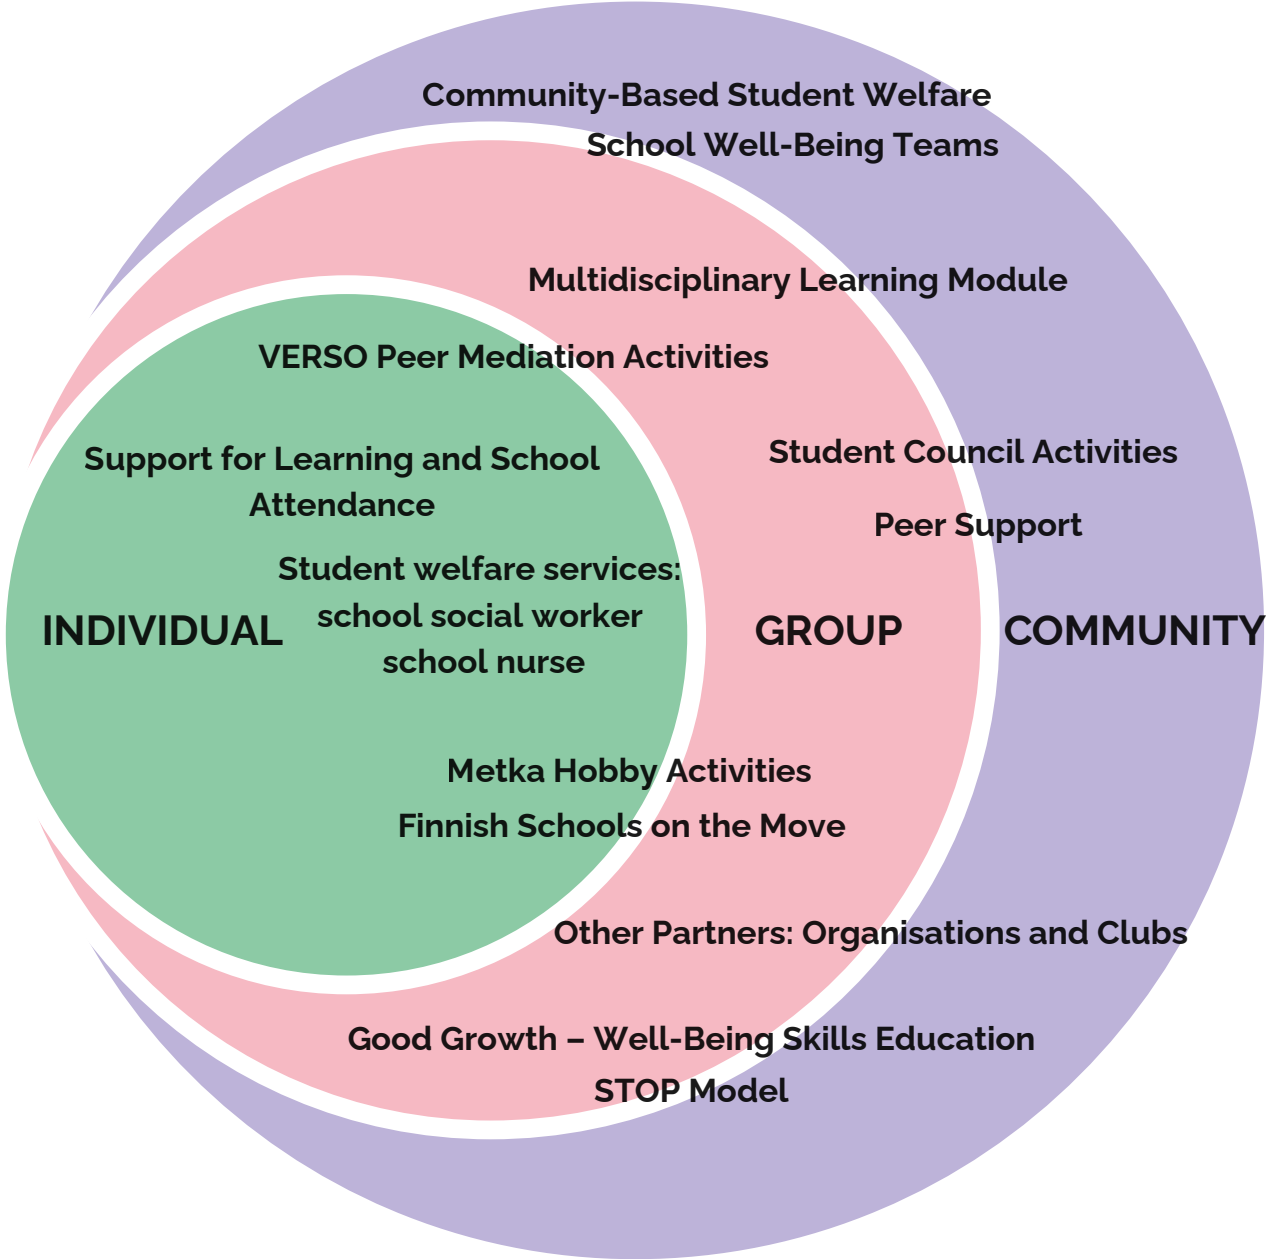 Community-Based Student Welfare
School Well-Being Teams
Multidisciplinary Learning Module
VERSO Peer Mediation Activities
Support for Learning and School
Attendance
Student Council Activities
Peer Support
Student welfare services:
school social worker
school nurse
INDIVIDUAL
GROUP
COMMUNITY
Metka Hobby Activities
Finnish Schools on the Move
Other Partners: Organisations and Clubs
Good Growth – Well-Being Skills Education
STOP Model